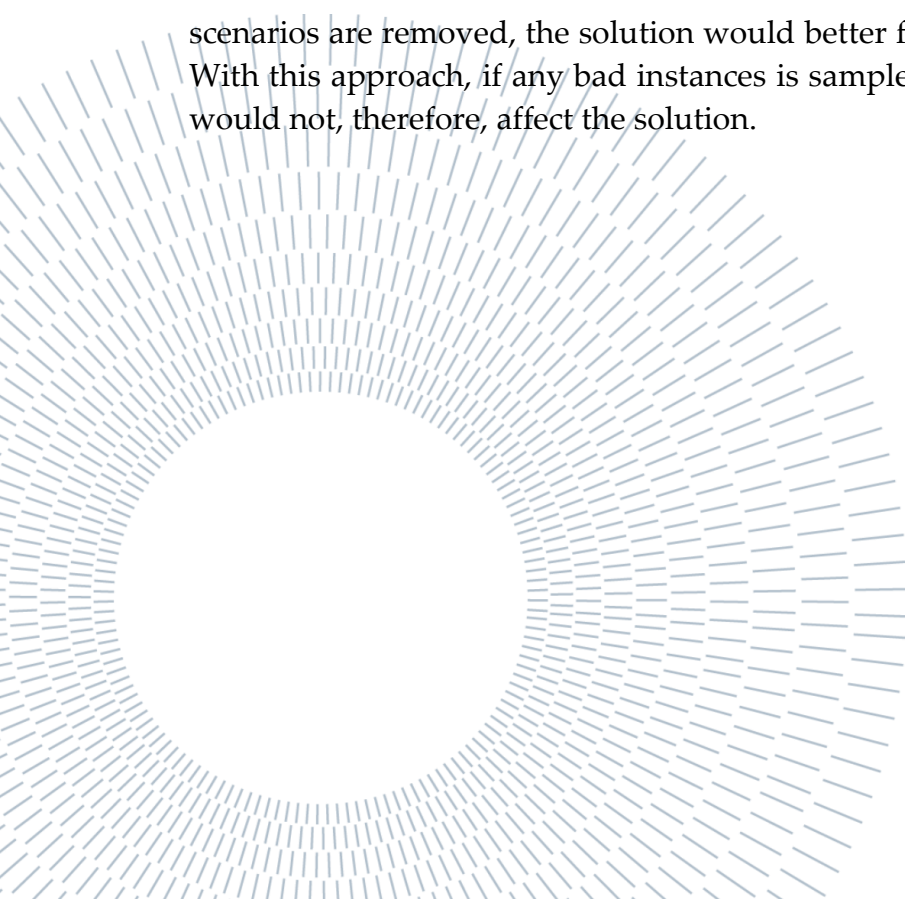 scenarios are removed, the solution would better f
With this approach, if any bad instances is sample
would not, therefore, affect the solution.